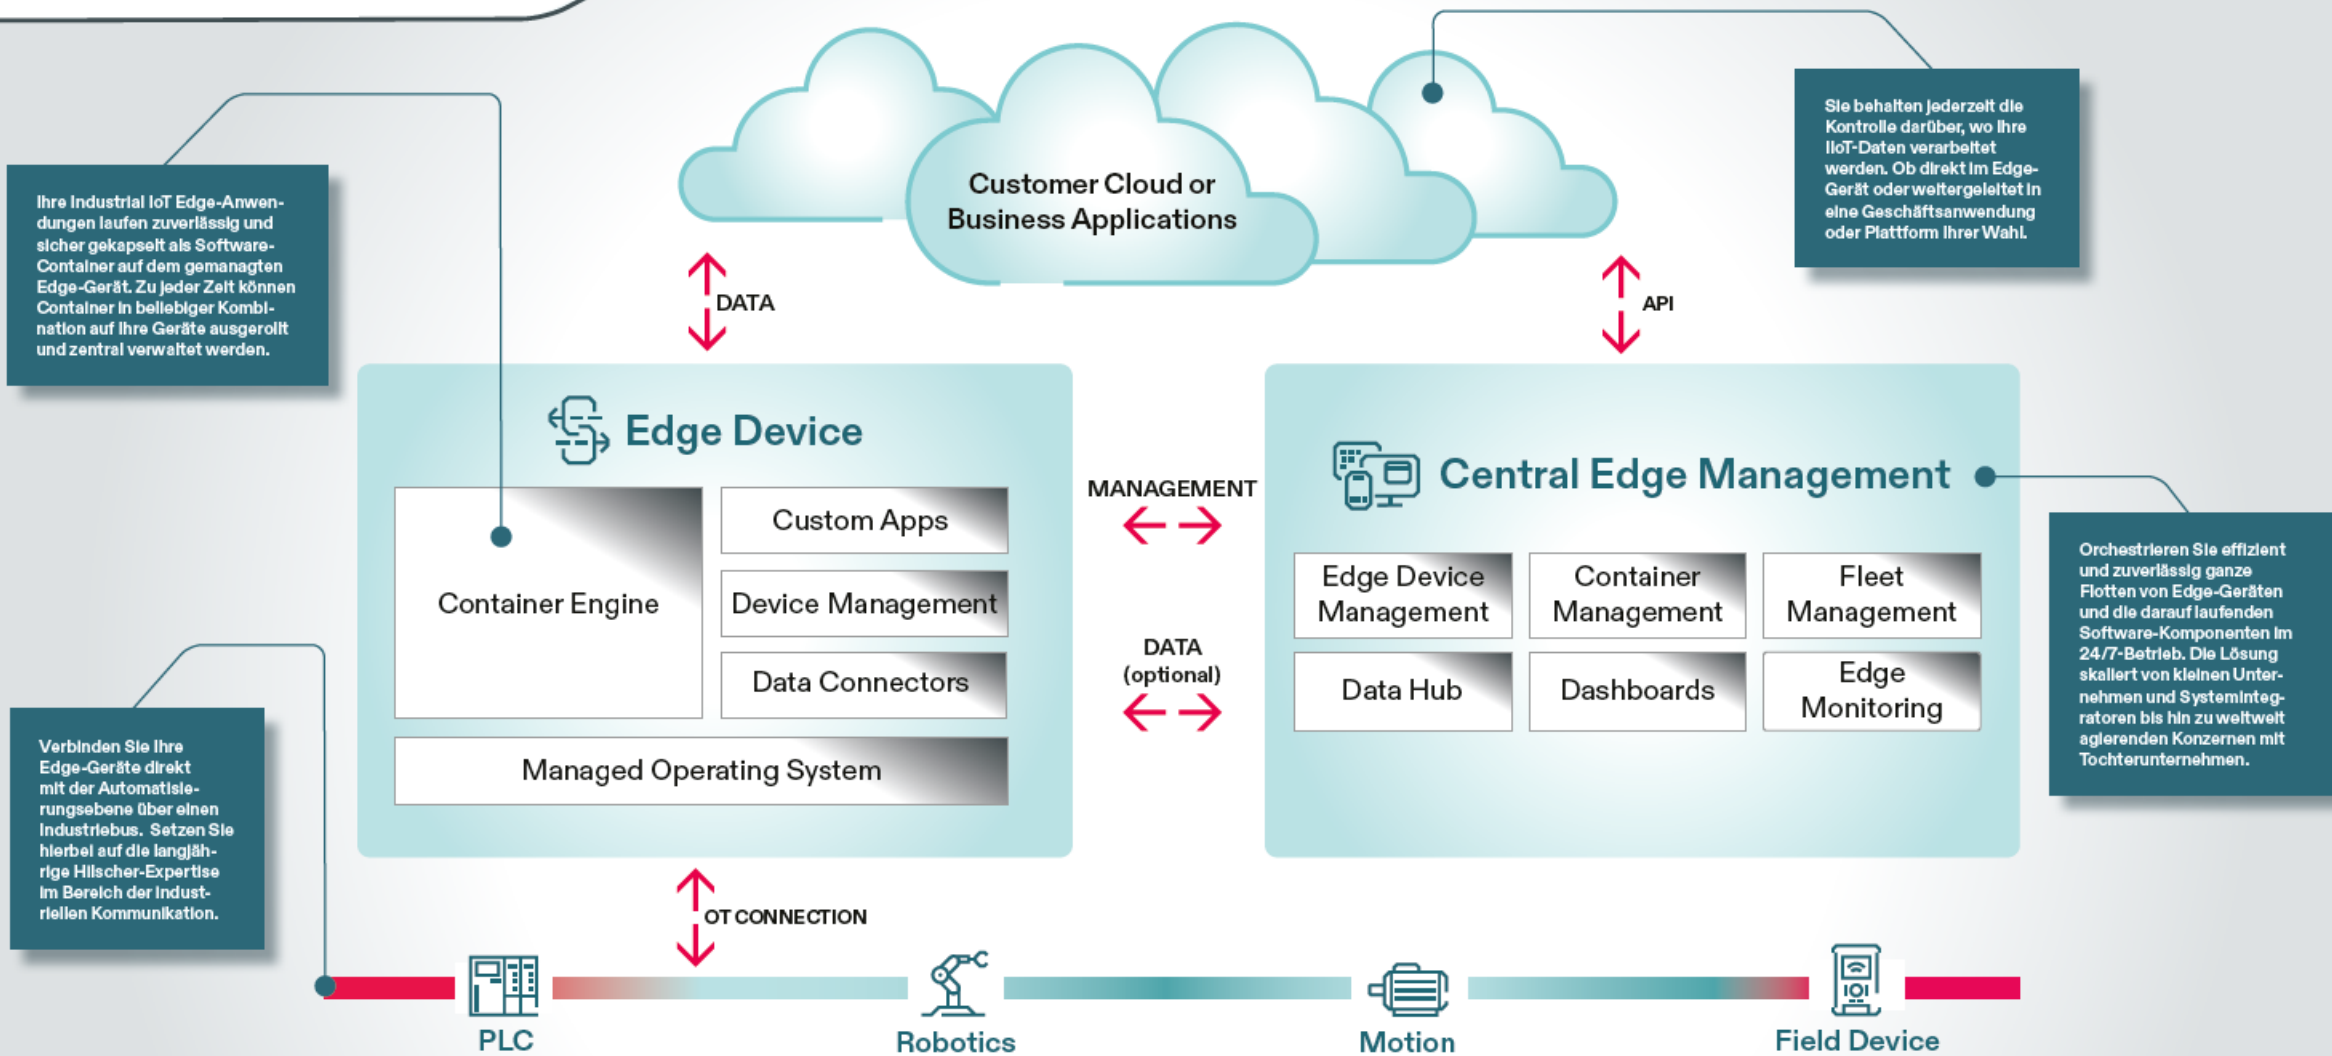 Customer Cloud or
Business Applications
Sie behalten jederzeit die
Kontrolle darüber, wo Ihre
IIoT-Daten verarbeitet
werden. Ob direkt im Edge-
Gerät oder weitergeleitet in
eine Geschäftsanwendung
oder Plattform Ihrer Wahl.
Ihre Industrial IoT Edge-Anwen-
dungen laufen zuverlässig und
sicher gekapselt als Software-
Container auf dem gemanagten
Edge-Gerät. Zu jeder Zeit können
Container in beliebiger Kombi-
nation auf Ihre Geräte ausgerollt
und zentral verwaltet werden.
DATA
API
Edge Device
Container Engine
Custom Apps
Device Management
Data Connectors
Managed Operating System
MANAGEMENT
DATA
(optional)
Central Edge Management
Edge Device
Management
Container
Management
Fleet
Management
Data Hub
Dashboards
Edge
Monitoring
Orchestrieren Sie effizient
und zuverlässig ganze
Flotten von Edge-Geräten
und die darauf laufenden
Software-Komponenten im
24/7-Betrieb. Die Lösung
skaliert von kleinen Unter-
nehmen und Systeminteg-
ratoren bis hin zu weltweit
agierenden Konzernen mit
Tochterunternehmen.
Verbinden Sie Ihre
Edge-Geräte direkt
mit der Automatisie-
rungsebene über einen
Industriebus. Setzen Sie
hierbei auf die langjäh-
rige Hilscher-Expertise
im Bereich der indust-
riellen Kommunikation.
OT CONNECTION
PLC
Robotics
Motion
Field Device